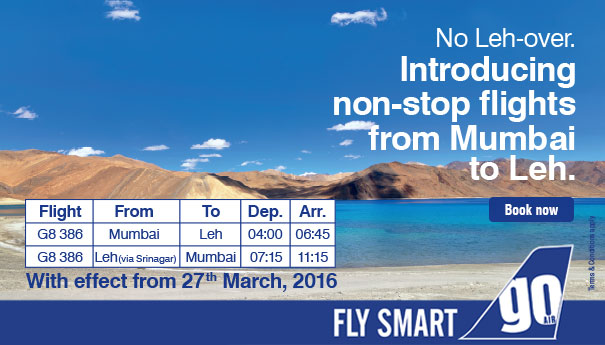 No Leh-over.
Introducing
non-stop flights
from Mumbai
to Leh.
Book now
Flight From To Dep. Arr.
G8 386 Mumbai Leh 04:00 06:45
G8 386 Leh(via Srinagar) Mumbai 07:15 11:15
With effect from 27th March, 2016
Terms & Conditions apply
FLY SMART
go
AIR